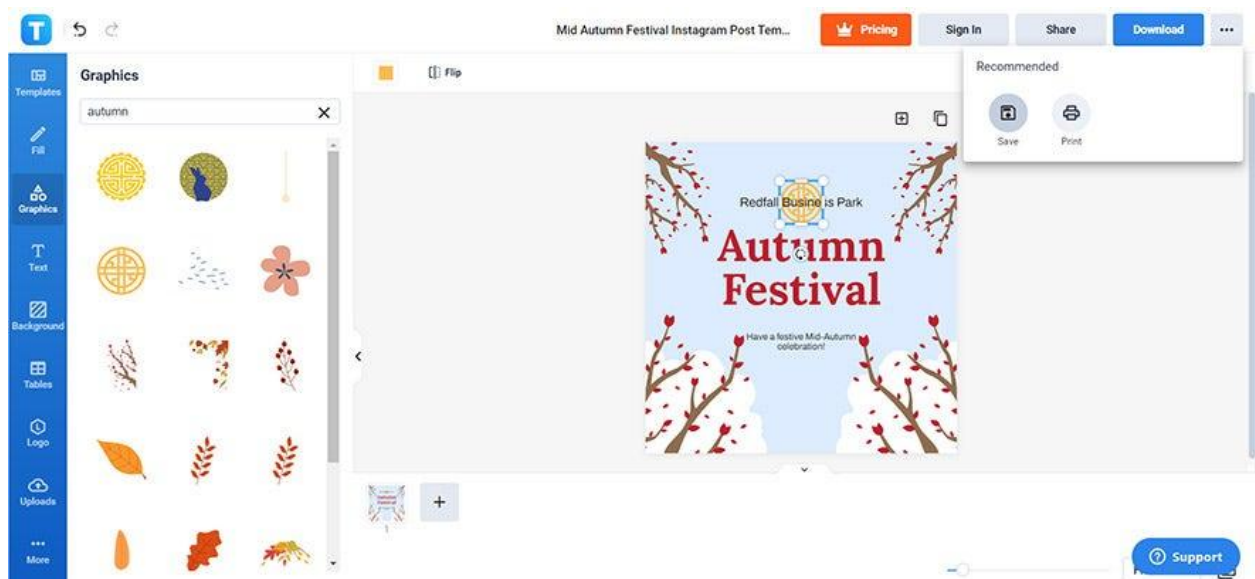 T
Mid Autumn Festival Instagram Post Tem...
Pricing
Sign In
Share
Download
Templates
Fill
Graphics
Text
Background
Tables
Logo
Uploads
More
Graphics
autumn
Flip
Recommended
Save
Print
Redfall Busine is Park
Autumn
Festival
Have a festive Mid-Autumn
celebration!
1
Support